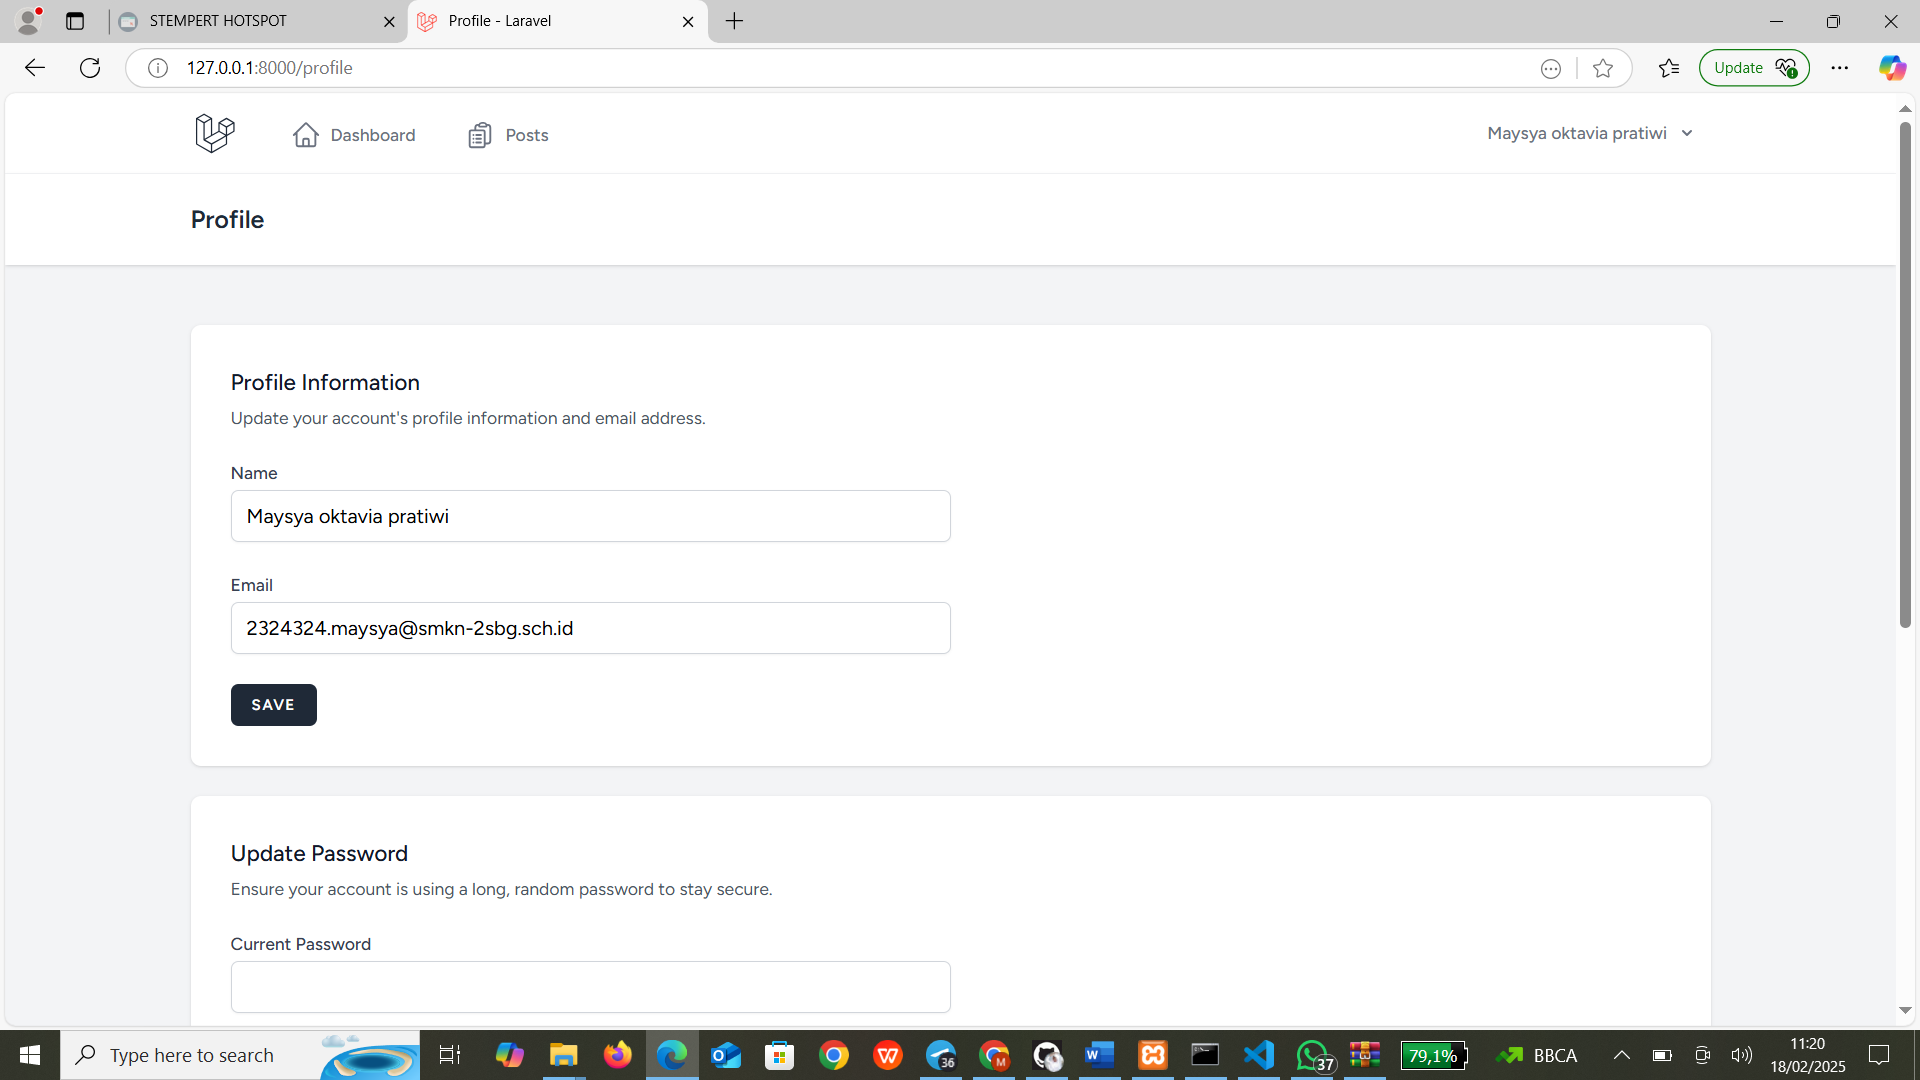 STEMPERT HOTSPOT
Profile - Laravel
127.0.0.1:8000/profile
Update
Dashboard
Posts
Maysya oktavia pratiwi
Profile
Profile Information
Update your account's profile information and email address.
Name
Maysya oktavia pratiwi
Email
2324324.maysya@smkn-2sbg.sch.id
SAVE
Update Password
Ensure your account is using a long, random password to stay secure.
Current Password
Type here to search
36
M
37
79,1%
BBCA
11:20
18/02/2025